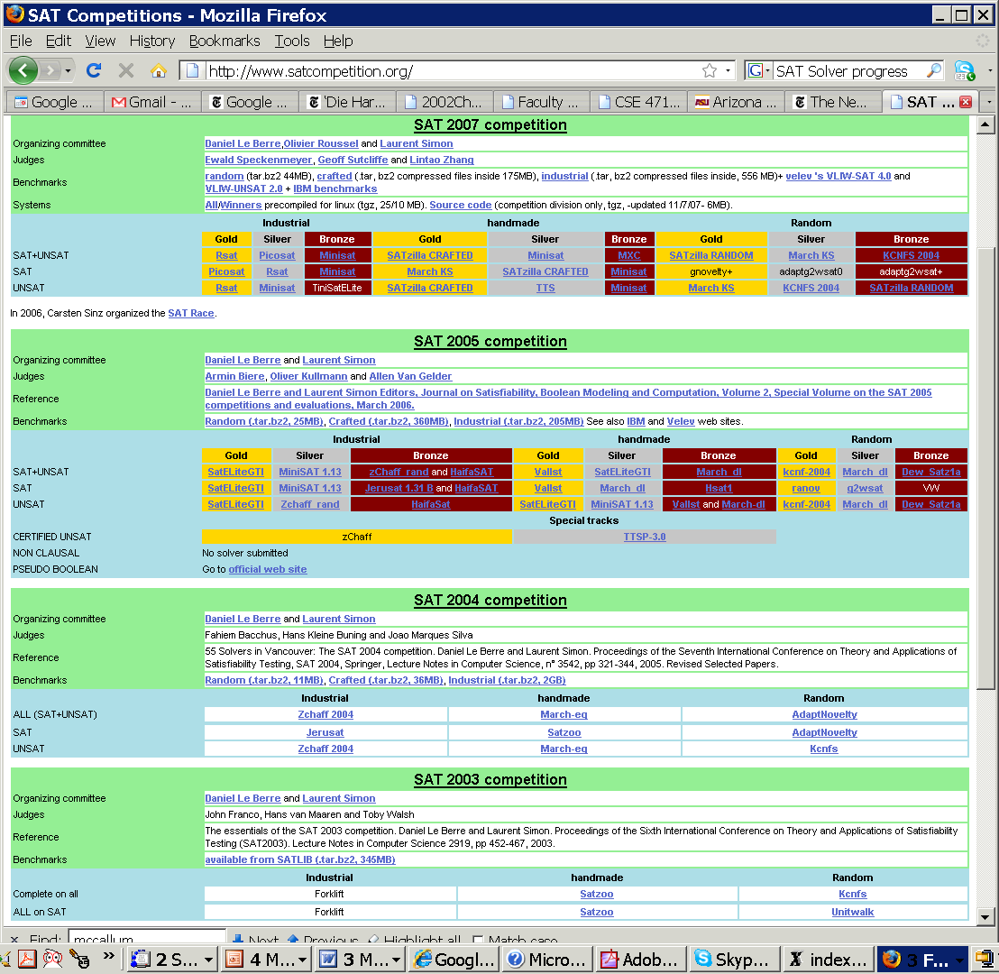 SAT Competitions - Mozilla Firefox
File Edit View History Bookmarks Tools Help
http://www.satcompetition.org/ G SAT Solver progress
Google ... Gmail - ... Google ... 'Die Har... 2002Ch... Faculty ... CSE 471... Arizona ... The Ne... SAT ...
SAT 2007 competition
Organizing committee Daniel Le Berre,Olivier Roussel and Laurent Simon
Judges Ewald Speckenmeyer, Geoff Sutcliffe and Lintao Zhang
Benchmarks random (tar.bz2 44MB), crafted (.tar, bz2 compressed files inside 175MB), industrial (.tar, bz2 compressed files inside, 556 MB)+ velev 's VLIW-SAT 4.0 and
VLIW-UNSAT 2.0 + IBM benchmarks
Systems All/Winners precompiled for linux (tgz, 25/10 MB). Source code (competition division only, tgz, -updated 11/7/07- 6MB).
Industrial handmade Random
Gold Silver Bronze Gold Silver Bronze Gold Silver Bronze
SAT+UNSAT Rsat Picosat Minisat SATzilla CRAFTED Minisat MXC SATzilla RANDOM March KS KCNFS 2004
SAT Picosat Rsat Minisat March KS SATzilla CRAFTED Minisat gnovelty+ adaptg2wsat0 adaptg2wsat+
UNSAT Rsat Minisat TiniSatELite SATzilla CRAFTED TTS Minisat March KS KCNFS 2004 SATzilla RANDOM
In 2006, Carsten Sinz organized the SAT Race.
SAT 2005 competition
Organizing committee Daniel Le Berre and Laurent Simon
Judges Armin Biere, Oliver Kullmann and Allen Van Gelder
Reference Daniel Le Berre and Laurent Simon Editors, Journal on Satisfiability, Boolean Modeling and Computation, Volume 2, Special Volume on the SAT 2005
competitions and evaluations, March 2006.
Benchmarks Random (.tar.bz2, 25MB), Crafted (.tar.bz2, 360MB), Industrial (.tar.bz2, 205MB) See also IBM and Velev web sites.
Industrial handmade Random
Gold Silver Bronze Gold Silver Bronze Gold Silver Bronze
SAT+UNSAT SatELiteGTI MiniSAT 1.13 zChaff_rand and HaifaSAT Vallst SatELiteGTI March_dl kcnf-2004 March_dl Dew_Satz1a
SAT SatELiteGTI MiniSAT 1.13 Jerusat 1.31 B and HaifaSAT Vallst March_dl Hsat1 ranov g2wsat VW
UNSAT SatELiteGTI Zchaff_rand HaifaSat SatELiteGTI MiniSAT 1.13 Vallst and March-dl kcnf-2004 March_dl Dew_Satz1a
Special tracks
CERTIFIED UNSAT zChaff TTSP-3.0
NON CLAUSAL No solver submitted
PSEUDO BOOLEAN Go to official web site
SAT 2004 competition
Organizing committee Daniel Le Berre and Laurent Simon
Judges Fahiem Bacchus, Hans Kleine Buning and Joao Marques Silva
Reference 55 Solvers in Vancouver: The SAT 2004 competition. Daniel Le Berre and Laurent Simon. Proceedings of the Seventh International Conference on Theory and Applications of
Satisfiability Testing, SAT 2004, Springer, Lecture Notes in Computer Science, n° 3542, pp 321-344, 2005. Revised Selected Papers.
Benchmarks Random (.tar.bz2, 11MB), Crafted (.tar.bz2, 36MB), Industrial (.tar.bz2, 2GB)
Industrial handmade Random
ALL (SAT+UNSAT) Zchaff 2004 March-eq AdaptNovelty
SAT Jerusat Satzoo AdaptNovelty
UNSAT Zchaff 2004 March-eq Kcnfs
SAT 2003 competition
Organizing committee Daniel Le Berre and Laurent Simon
Judges John Franco, Hans van Maaren and Toby Walsh
Reference The essentials of the SAT 2003 competition. Daniel Le Berre and Laurent Simon. Proceedings of the Sixth International Conference on Theory and Applications of Satisfiability
Testing (SAT2003). Lecture Notes in Computer Science 2919, pp 452-467, 2003.
Benchmarks available from SATLIB (.tar.bz2, 345MB)
Industrial handmade Random
Complete on all Forklift Satzoo Kcnfs
ALL on SAT Forklift Satzoo Unitwalk
Find: mccallum Next Previous Highlight all Match case
» 2 S... 4 M... 3 M... Googl... Micro... Adob... Skyp... index... 3 F...